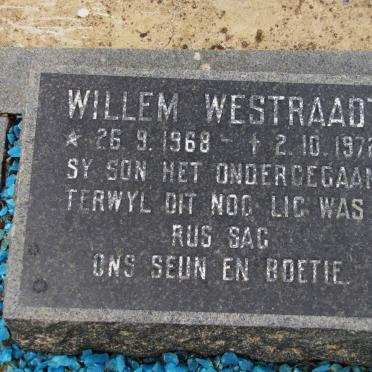 WILLEM WESTRAADT
* 26.9.1968 - † 2.10.1972
SY SON HET ONDERGEGAAN
TERWYL DIT NOG LIG WAS
RUS SAG
ONS SEUN EN BOETIE.